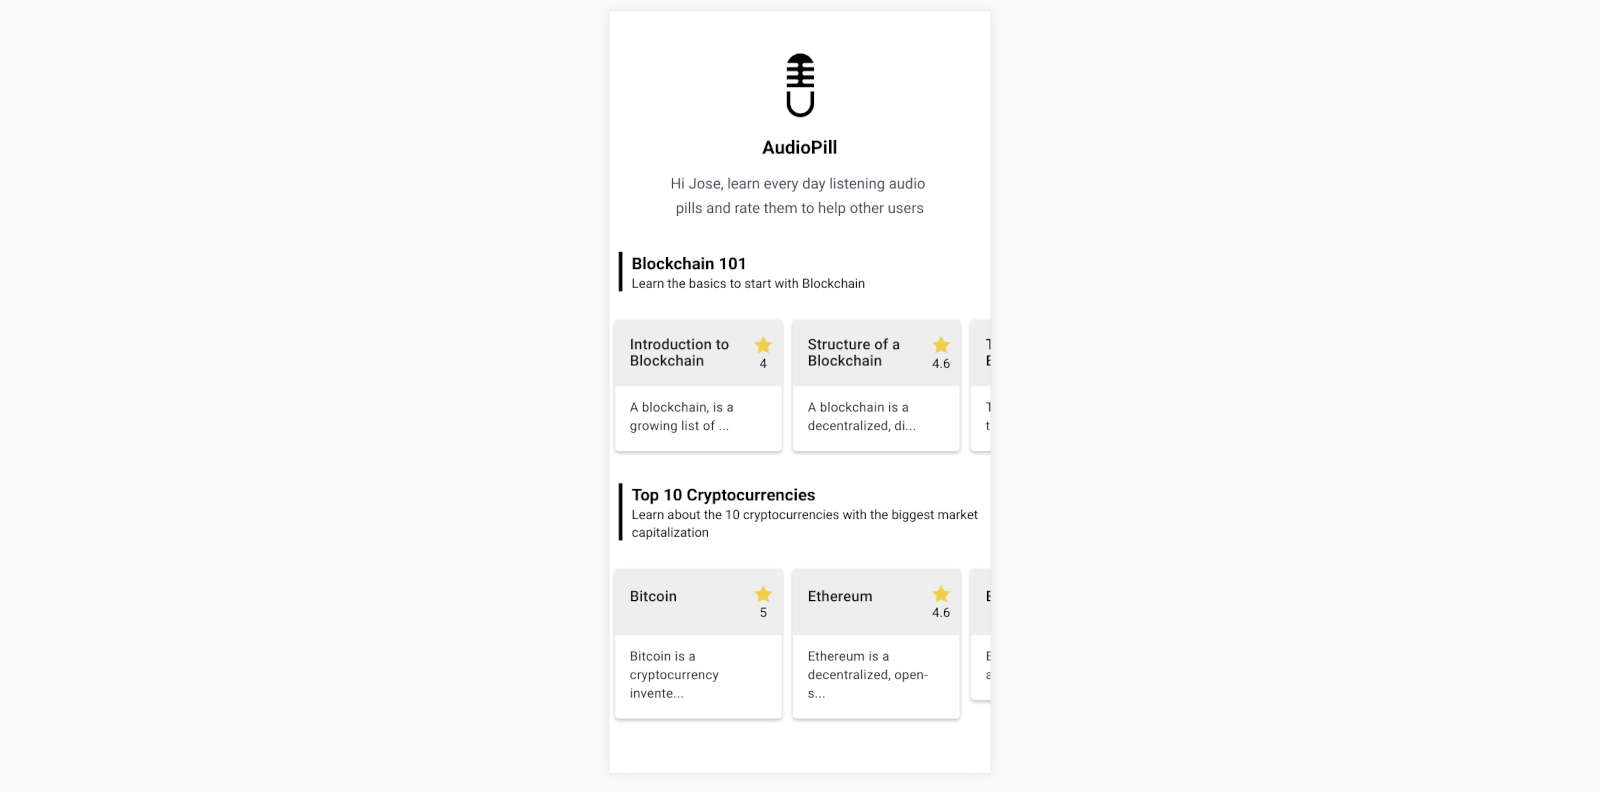 AudioPill
Hi Jose, learn every day listening audio
pills and rate them to help other users
Blockchain 101
Learn the basics to start with Blockchain
Introduction to
Blockchain
4
A blockchain, is a
growing list of ...
Structure of a
Blockchain
4.6
A blockchain is a
decentralized, di...
Top 10 Cryptocurrencies
Learn about the 10 cryptocurrencies with the biggest market
capitalization
Bitcoin
5
Bitcoin is a
cryptocurrency
invente...
Ethereum
4.6
Ethereum is a
decentralized, open-
s...